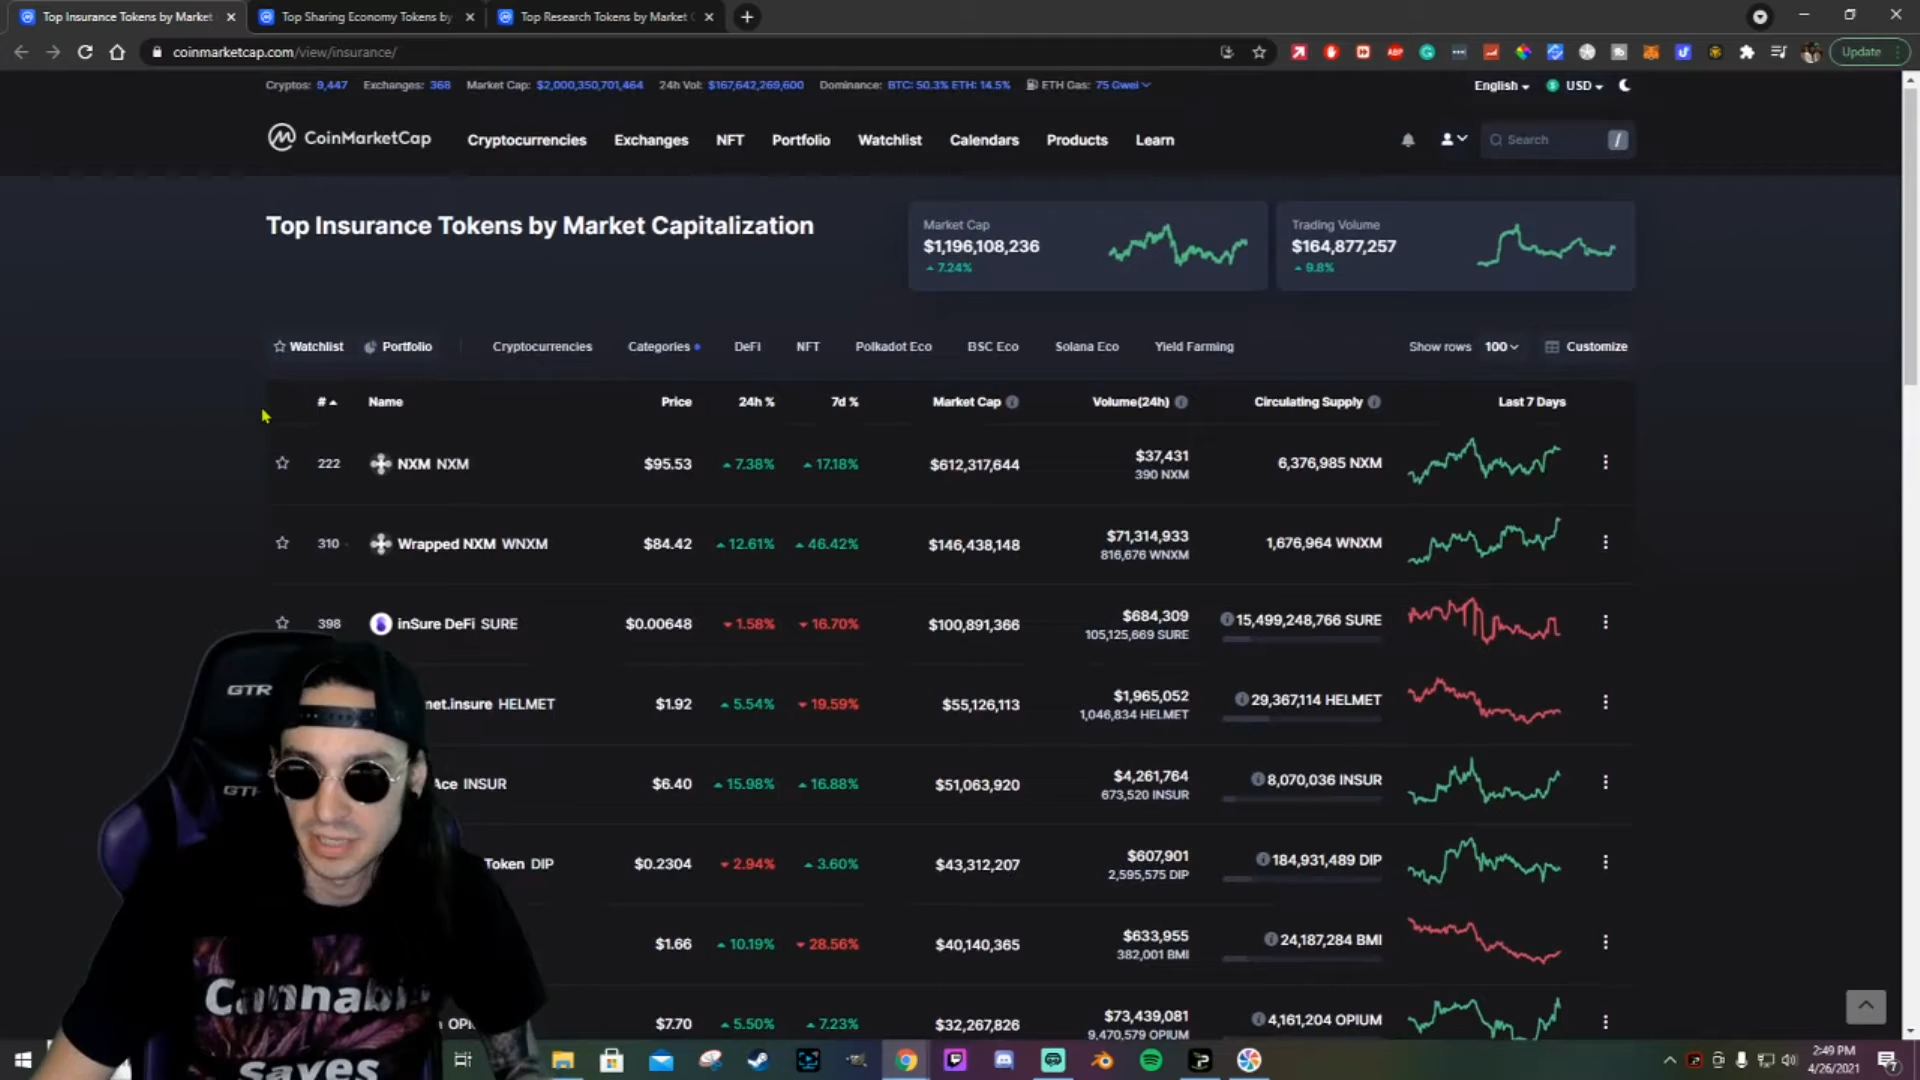 Top Insurance Tokens by Market
Top Sharing Economy Tokens by
Top Research Tokens by Market
coinmarketcap.com/view/insurance/
ABP
Update
Cryptos: 9,447 Exchanges: 368 Market Cap: $2,000,350,701,464 24h Vol: $167,642,269,600 Dominance: BTC: 50.3% ETH: 14.5% ETH Gas: 75 Gwei
English USD
CoinMarketCap Cryptocurrencies Exchanges NFT Portfolio Watchlist Calendars Products Learn Search /
Top Insurance Tokens by Market Capitalization
Market Cap
$1,196,108,236
7.24%
Trading Volume
$164,877,257
9.8%
Watchlist Portfolio Cryptocurrencies Categories DeFi NFT Polkadot Eco BSC Eco Solana Eco Yield Farming Show rows 100 Customize
# Name Price 24h % 7d % Market Cap Volume(24h) Circulating Supply Last 7 Days
222 NXM NXM $95.53 7.38% 17.18% $612,317,644 $37,431 6,376,985 NXM
390 NXM
310 Wrapped NXM WNXM $84.42 12.61% 46.42% $146,438,148 $71,314,933 1,676,964 WNXM
816,676 WNXM
398 inSure DeFi SURE $0.00648 1.58% 16.70% $100,891,366 $684,309 15,499,248,766 SURE
105,125,669 SURE
met.insure HELMET $1.92 5.54% 19.59% $55,126,113 $1,965,052 29,367,114 HELMET
1,046,834 HELMET
Ace INSUR $6.40 15.98% 16.88% $51,063,920 $4,261,764 8,070,036 INSUR
673,520 INSUR
Token DIP $0.2304 2.94% 3.60% $43,312,207 $607,901 184,931,489 DIP
2,595,575 DIP
$1.66 10.19% 28.56% $40,140,365 $633,955 24,187,284 BMI
382,001 BMI
$7.70 5.50% 7.23% $32,267,826 $73,439,081 4,161,204 OPIUM
9,470,579 OPIUM
GTR
Saves
2:49 PM
4/26/2021